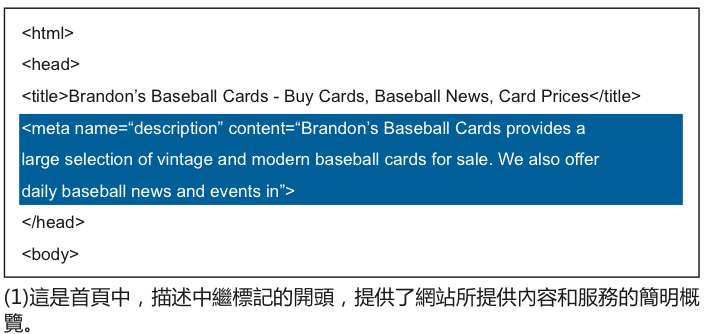 <html>
<head>
<title>Brandon’s Baseball Cards - Buy Cards, Baseball News, Card Prices</title>
<meta name=“description” content=“Brandon’s Baseball Cards provides a
large selection of vintage and modern baseball cards for sale. We also offer
daily baseball news and events in”>
</head>
<body>
(1)這是首頁中，描述中繼標記的開頭，提供了網站所提供內容和服務的簡明概
覽。